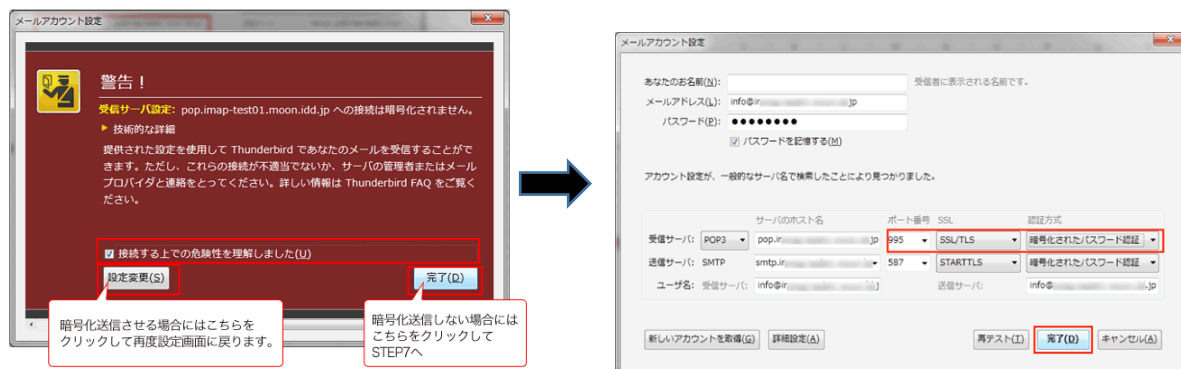 メールアカウント設定
警告！
受信サーバ設定: pop.imap-test01.moon.idd.jp への接続は暗号化されません。
技術的な詳細
提供された設定を使用して Thunderbird であなたのメールを受信することがで
きます。ただし、これらの接続が不適当でないか、サーバの管理者またはメール
プロバイダと連絡をとってください。詳しい情報は Thunderbird FAQ をご覧く
ださい。
接続する上での危険性を理解しました(U)
設定変更(S)
完了(D)
暗号化送信させる場合にはこちらを
クリックして再度設定画面に戻ります。
暗号化送信しない場合には
こちらをクリックして
STEP7へ
メールアカウント設定
あなたのお名前(N):
受信者に表示される名前です。
メールアドレス(L): info@ir jp
パスワード(P): ●●●●●●●●
パスワードを記憶する(M)
アカウント設定が、一般的なサーバ名で検索したことにより見つかりました。
サーバのホスト名 ポート番号 SSL 認証方式
受信サーバ: POP3 pop.ir jp 995 SSL/TLS 暗号化されたパスワード認証
送信サーバ: SMTP smtp.ir 587 STARTTLS 暗号化されたパスワード認証
ユーザ名: 受信サーバ: info@ir 送信サーバ: info@ .jp
新しいアカウントを取得(G) 詳細設定(A) 再テスト(T) 完了(D) キャンセル(A)